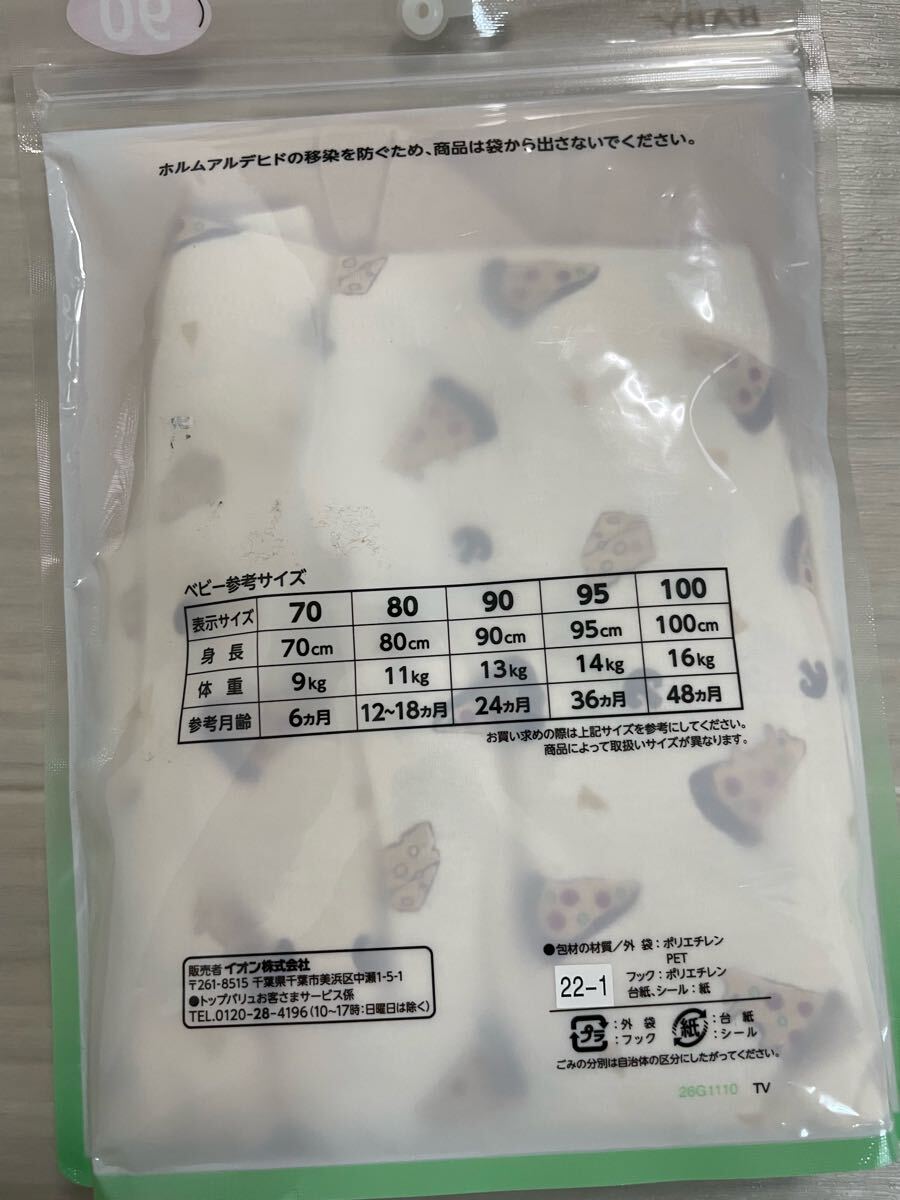 90
BABY
ホルムアルデヒドの移染を防ぐため、商品は袋から出さないでください。
ベビー参考サイズ
表示サイズ 70 80 90 95 100
身長 70cm 80cm 90cm 95cm 100cm
体重 9kg 11kg 13kg 14kg 16kg
参考月齢 6ヵ月 12~18ヵ月 24ヵ月 36ヵ月 48ヵ月
お買い求めの際は上記サイズを参考にしてください。
商品によって取扱いサイズが異なります。
販売者 イオン株式会社
〒261-8515 千葉県千葉市美浜区中瀬1-5-1
●トップバリュお客さまサービス係
TEL.0120-28-4196(10~17時:日曜日は除く)
●包材の材質/外 袋:ポリエチレン
PET
フック:ポリエチレン
台紙、シール:紙
22-1
プラ :外 袋 :フック
紙 :台 紙 :シール
ごみの分別は自治体の区分にしたがってください。
26G1110 TV